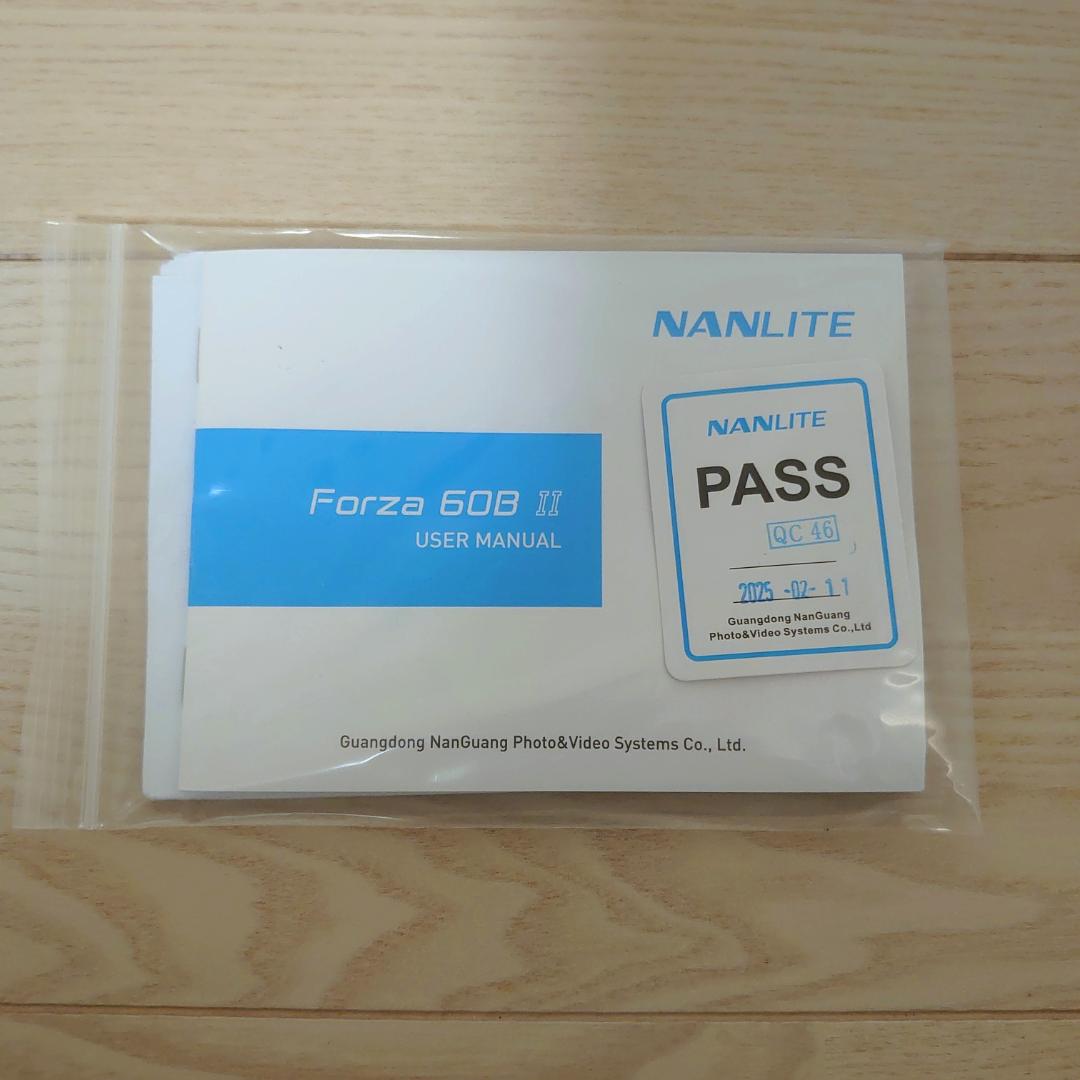 NANLITE
Forza 60B II
USER MANUAL
Guangdong NanGuang Photo&Video Systems Co., Ltd.
NANLITE
PASS
QC 46
2025 -02- 11
Guangdong NanGuang
Photo&Video Systems Co.,Ltd